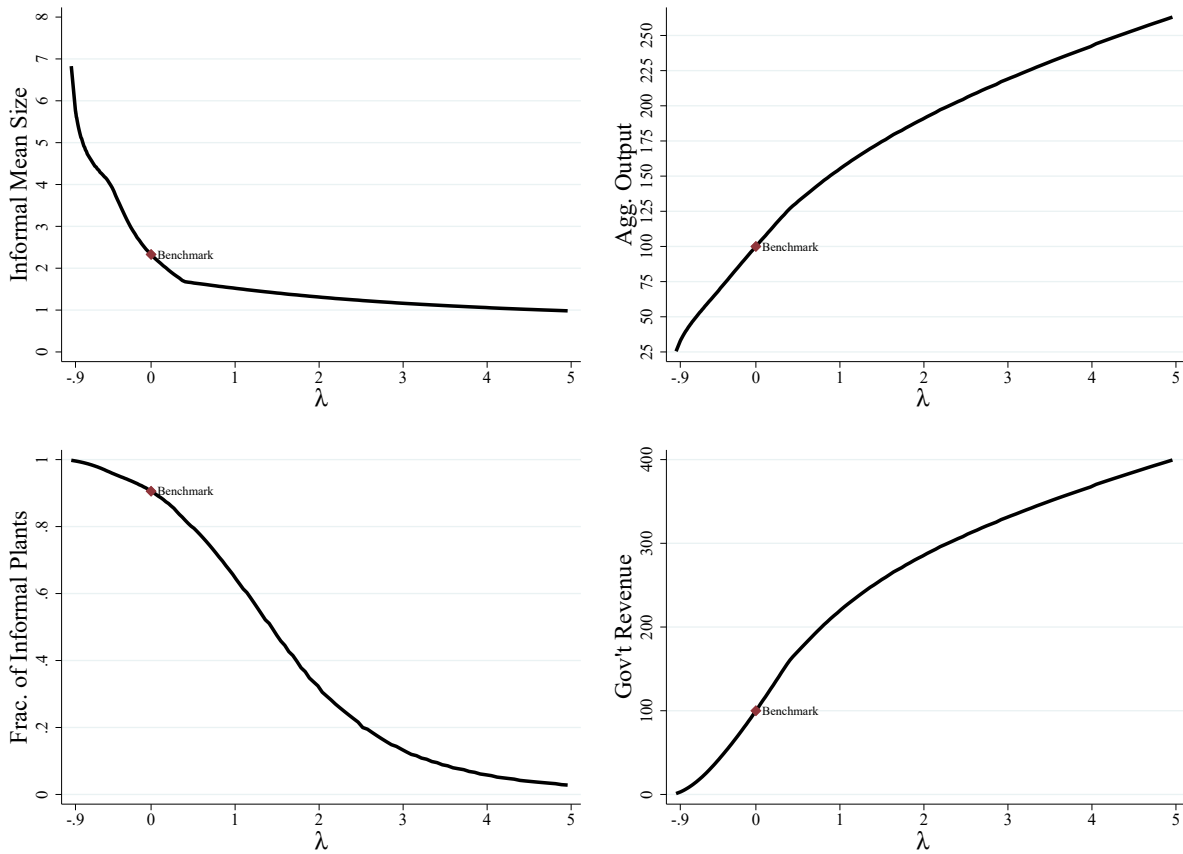 Informal Mean Size
8
7
6
5
4
3
2
1
0
Benchmark
-.9 0 1 2 3 4 5
λ
Agg. Output
250
225
200
175
150
125
100
75
50
25
Benchmark
-.9 0 1 2 3 4 5
λ
Frac. of Informal Plants
1
.8
.6
.4
.2
0
Benchmark
-.9 0 1 2 3 4 5
λ
Gov't Revenue
400
300
200
100
0
Benchmark
-.9 0 1 2 3 4 5
λ